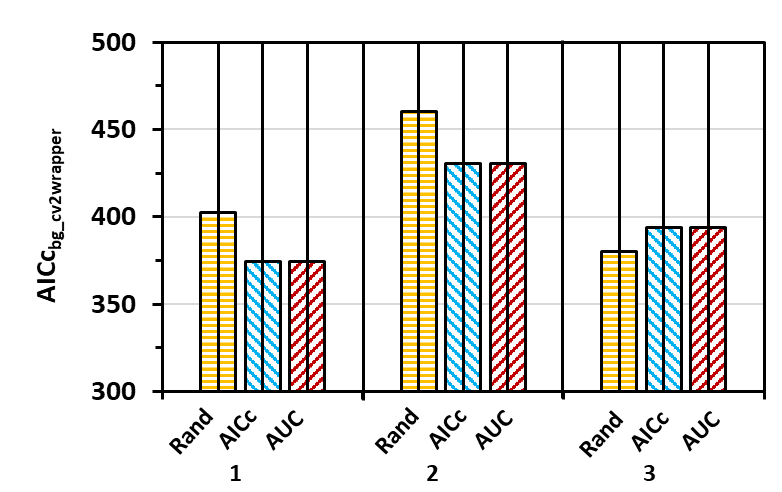 500
450
400
350
300
AICcbg_cv2wrapper
Rand AICc AUC Rand AICc AUC Rand AICc AUC
1 2 3